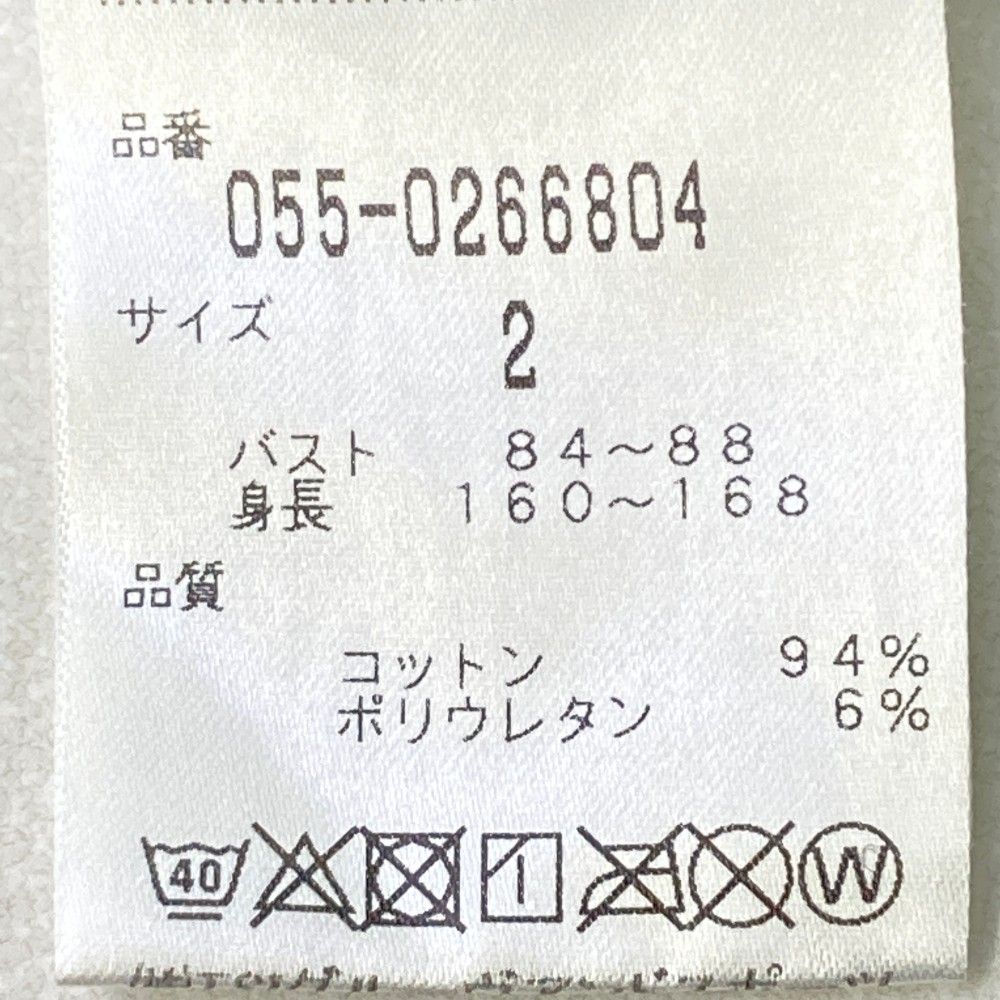 品番
055-0266804
サイズ
2
バスト 84~88
身長 160~168
品質
コットン 94%
ポリウレタン 6%
40
W